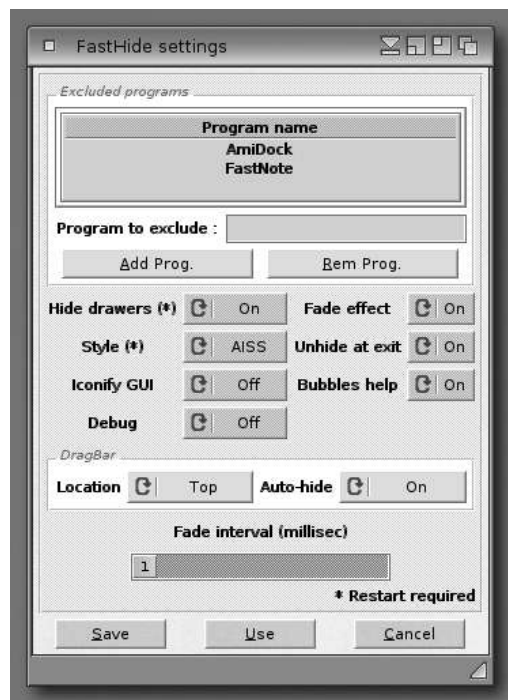 FastHide settings
Excluded programs
Program name
AmiDock
FastNote
Program to exclude :
Add Prog. Rem Prog.
Hide drawers (*) On Fade effect On
Style (*) AISS Unhide at exit On
Iconify GUI Off Bubbles help On
Debug Off
DragBar
Location Top Auto-hide On
Fade interval (millisec)
1
* Restart required
Save Use Cancel